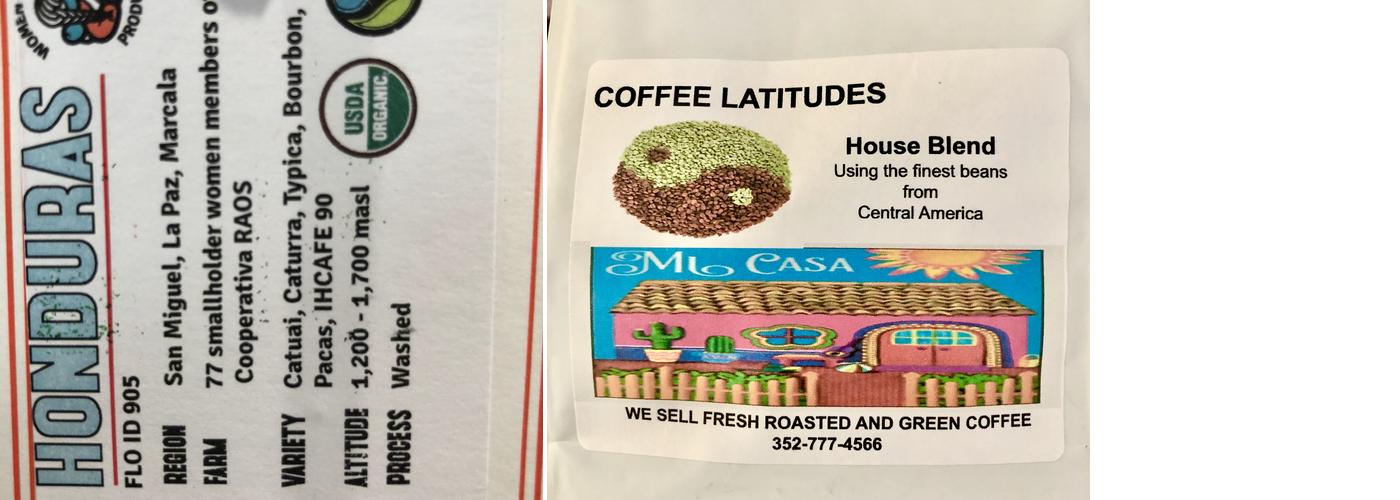 WOMEN
HONDURAS
FLO ID 905
REGION San Miguel, La Paz, Marcala
FARM 77 smallholder women members
Cooperativa RAOS
VARIETY Catuai, Caturra, Typica, Bourbon,
Pacas, IHCAFE 90
ALTITUDE 1,200 - 1,700 masl
PROCESS Washed
USDA
ORGANIC
COFFEE LATITUDES
House Blend
Using the finest beans
from
Central America
Mi Casa
WE SELL FRESH ROASTED AND GREEN COFFEE
352-777-4566